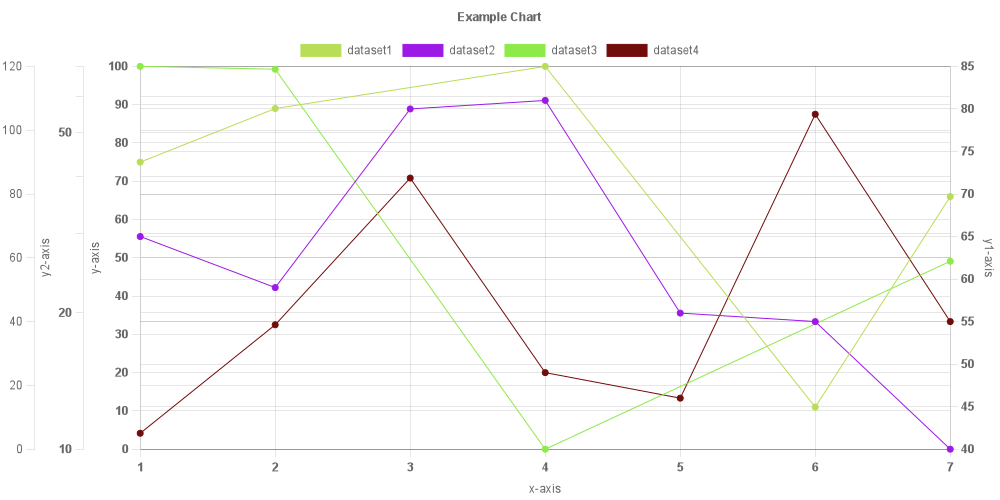 Example Chart
dataset1 dataset2 dataset3 dataset4
120 100 85
90 80
100 50 80 75
80 70 70
60 65
y2-axis y-axis y1-axis
60 50 60
40 20 40 55
30
20 50
20 10 45
0 10 0 40
1 2 3 4 5 6 7
x-axis